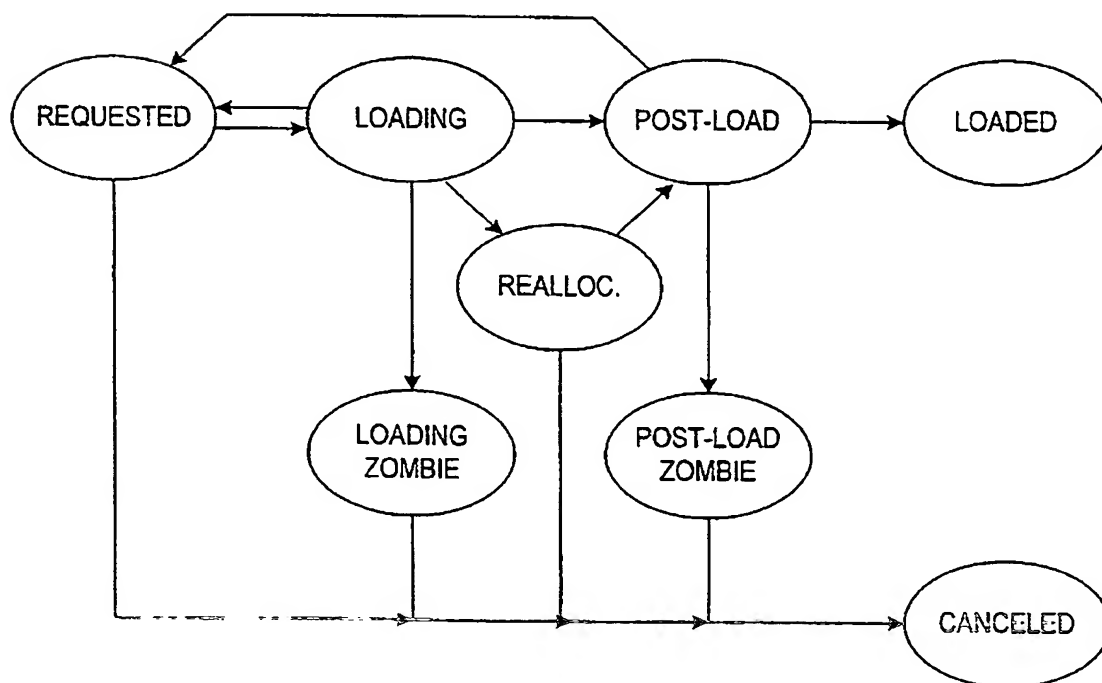 REQUESTED
LOADING
POST-LOAD
LOADED
REALLOC.
LOADING
ZOMBIE
POST-LOAD
ZOMBIE
CANCELED